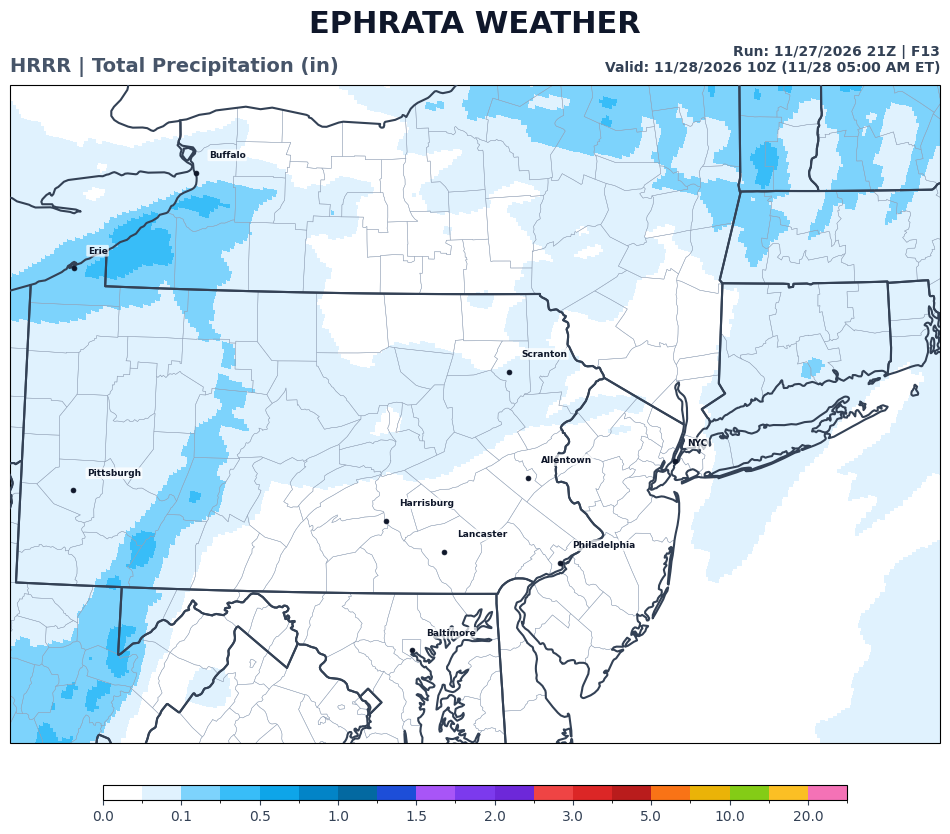 EPHRATA WEATHER
Run: 11/27/2026 21Z | F13
HRRR | Total Precipitation (in)
Valid: 11/28/2026 10Z (11/28 05:00 AM ET)
Buffalo
Erie
Scranton
NYC
Allentown
Pittsburgh
Harrisburg
Lancaster
Philadelphia
Baltimore
0.0 0.1 0.5 1.0 1.5 2.0 3.0 5.0 10.0 20.0